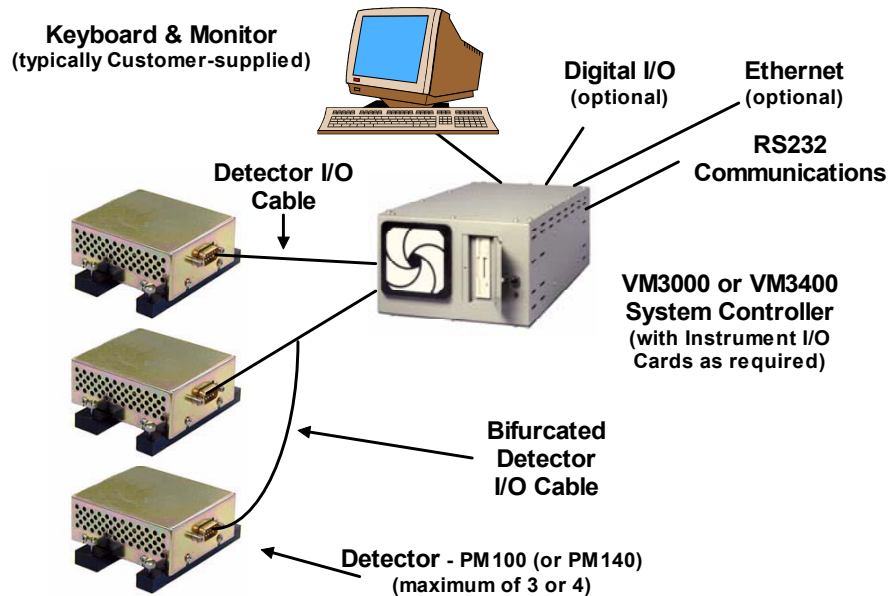 Keyboard & Monitor
(typically Customer-supplied)
Digital I/O
(optional)
Ethernet
(optional)
RS232
Communications
Detector I/O
Cable
VM3000 or VM3400
System Controller
(with Instrument I/O
Cards as required)
Bifurcated
Detector
I/O Cable
Detector - PM100 (or PM140)
(maximum of 3 or 4)